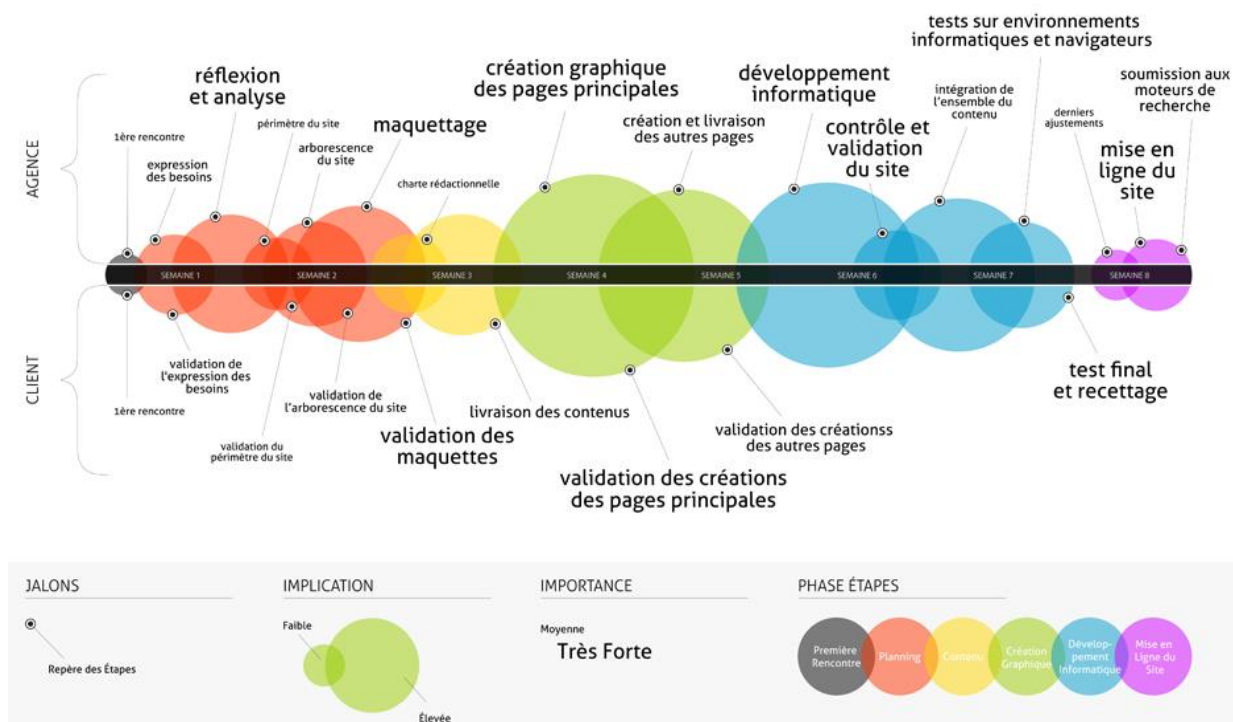 AGENCE
1ère rencontre
expression
des besoins
réflexion
et analyse
périmètre du site
arborescence
du site
maquettage
charte rédactionnelle
création graphique
des pages principales
création et livraison
des autres pages
développement
informatique
contrôle et
validation
du site
intégration de
l'ensemble du
contenu
tests sur environnements
informatiques et navigateurs
derniers
ajustements
mise en
ligne du
site
soumission aux
moteurs de
recherche
SEMAINE 1
SEMAINE 2
SEMAINE 3
SEMAINE 4
SEMAINE 5
SEMAINE 6
SEMAINE 7
SEMAINE 8
CLIENT
1ère rencontre
validation de
l'expression des
besoins
validation du
périmètre du site
validation de
l'arborescence du site
validation des
maquettes
livraison des contenus
validation des créations
des pages principales
validation des créationss
des autres pages
test final
et recettage
JALONS
Repère des Étapes
IMPLICATION
Faible
Élevée
IMPORTANCE
Moyenne
Très Forte
PHASE ÉTAPES
Première
Rencontre
Planning
Contenu
Création
Graphique
Dévelop-
pement
Informatique
Mise en
Ligne du
Site